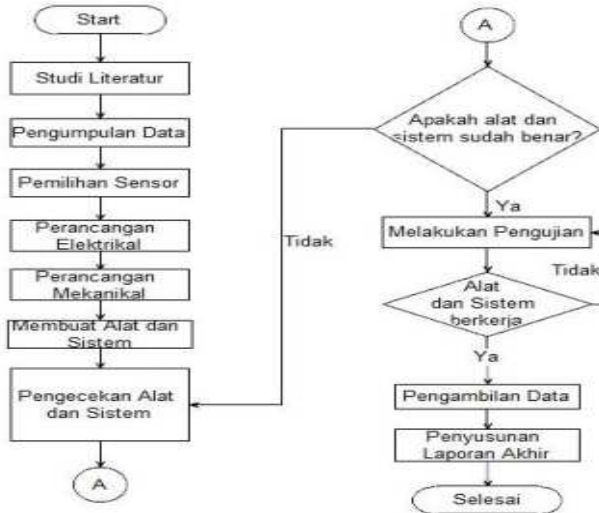 Start
Studi Literatur
Pengumpulan Data
Pemilihan Sensor
Perancangan
Elektrikal
Perancangan
Mekanikal
Membuat Alat dan
Sistem
Pengecekan Alat
dan Sistem
A
A
Apakah alat dan
sistem sudah benar?
Tidak
Ya
Melakukan Pengujian
Tidak
Alat
dan Sistem
berkerja
Ya
Pengambilan Data
Penyusunan
Laporan Akhir
Selesai